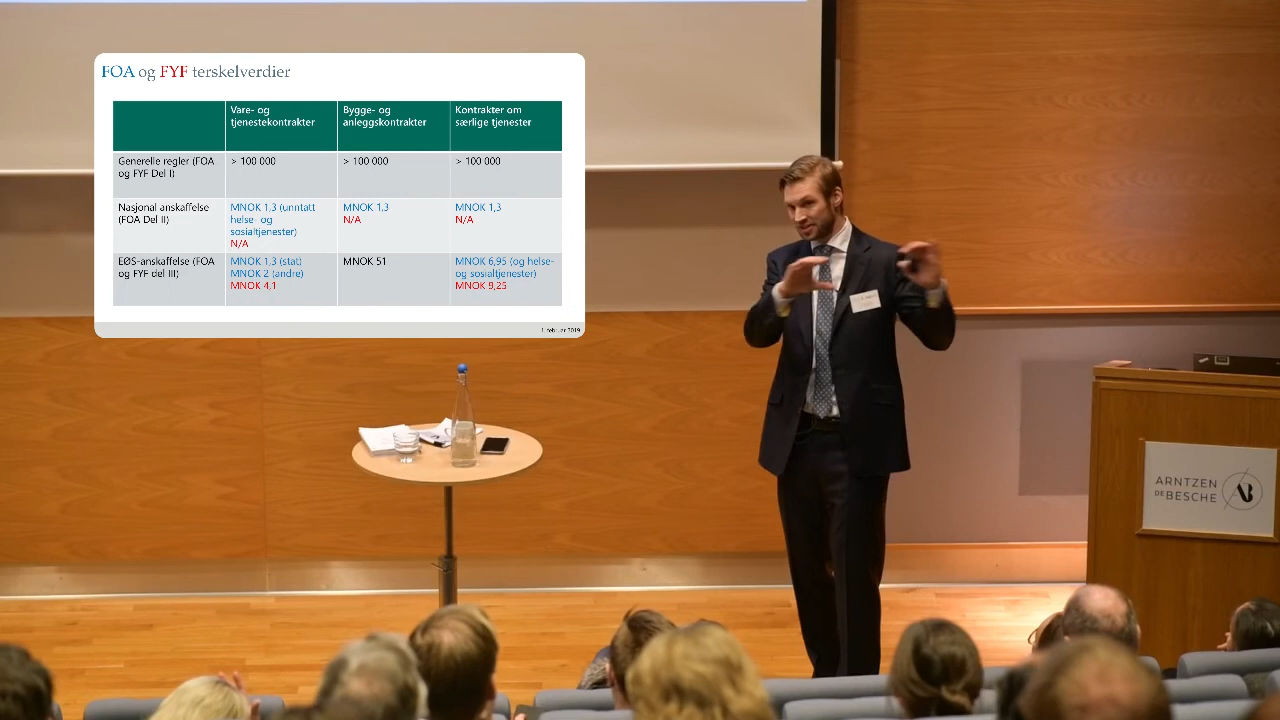 FOA og FYF terskelverdier
Vare- og
tjenestekontrakter
Bygge- og
anleggskontrakter
Kontrakter om
særlige tjenester
Generelle regler (FOA
og FYF Del I)
> 100 000
> 100 000
> 100 000
Nasjonal anskaffelse
(FOA Del II)
MNOK 1,3 (unntatt
helse- og
sosialtjenester)
N/A
MNOK 1,3
N/A
MNOK 1,3
N/A
EØS-anskaffelse (FOA
og FYF del III)
MNOK 1,3 (stat)
MNOK 2 (andre)
MNOK 4,1
MNOK 51
MNOK 6,95 (og helse-
og sosialtjenester)
MNOK 9,25
1. februar 2019
ARNTZEN
DE BESCHE